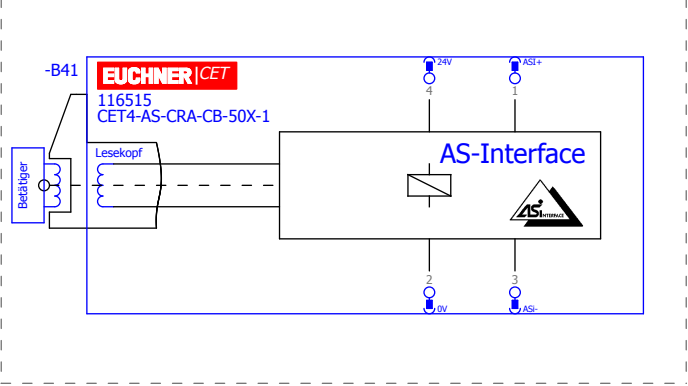 -B41
EUCHNER CET
116515
CET4-AS-CRA-CB-50X-1
24V
ASI+
4
1
Lesekopf
Betätiger
AS-Interface
ASi
INTERFACE
2
3
0V
ASi-